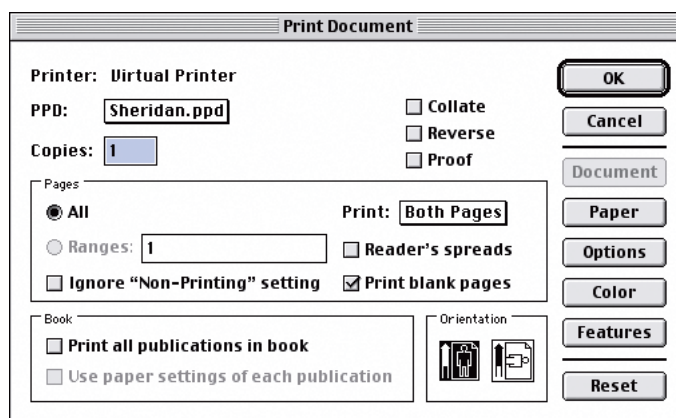 Print Document
Printer: Virtual Printer
PPD: Sheridan.ppd
Copies: 1
Collate
Reverse
Proof
Pages
All
Print: Both Pages
Ranges: 1
Reader's spreads
Ignore “Non-Printing” setting
Print blank pages
Book
Print all publications in book
Use paper settings of each publication
Orientation
OK
Cancel
Document
Paper
Options
Color
Features
Reset